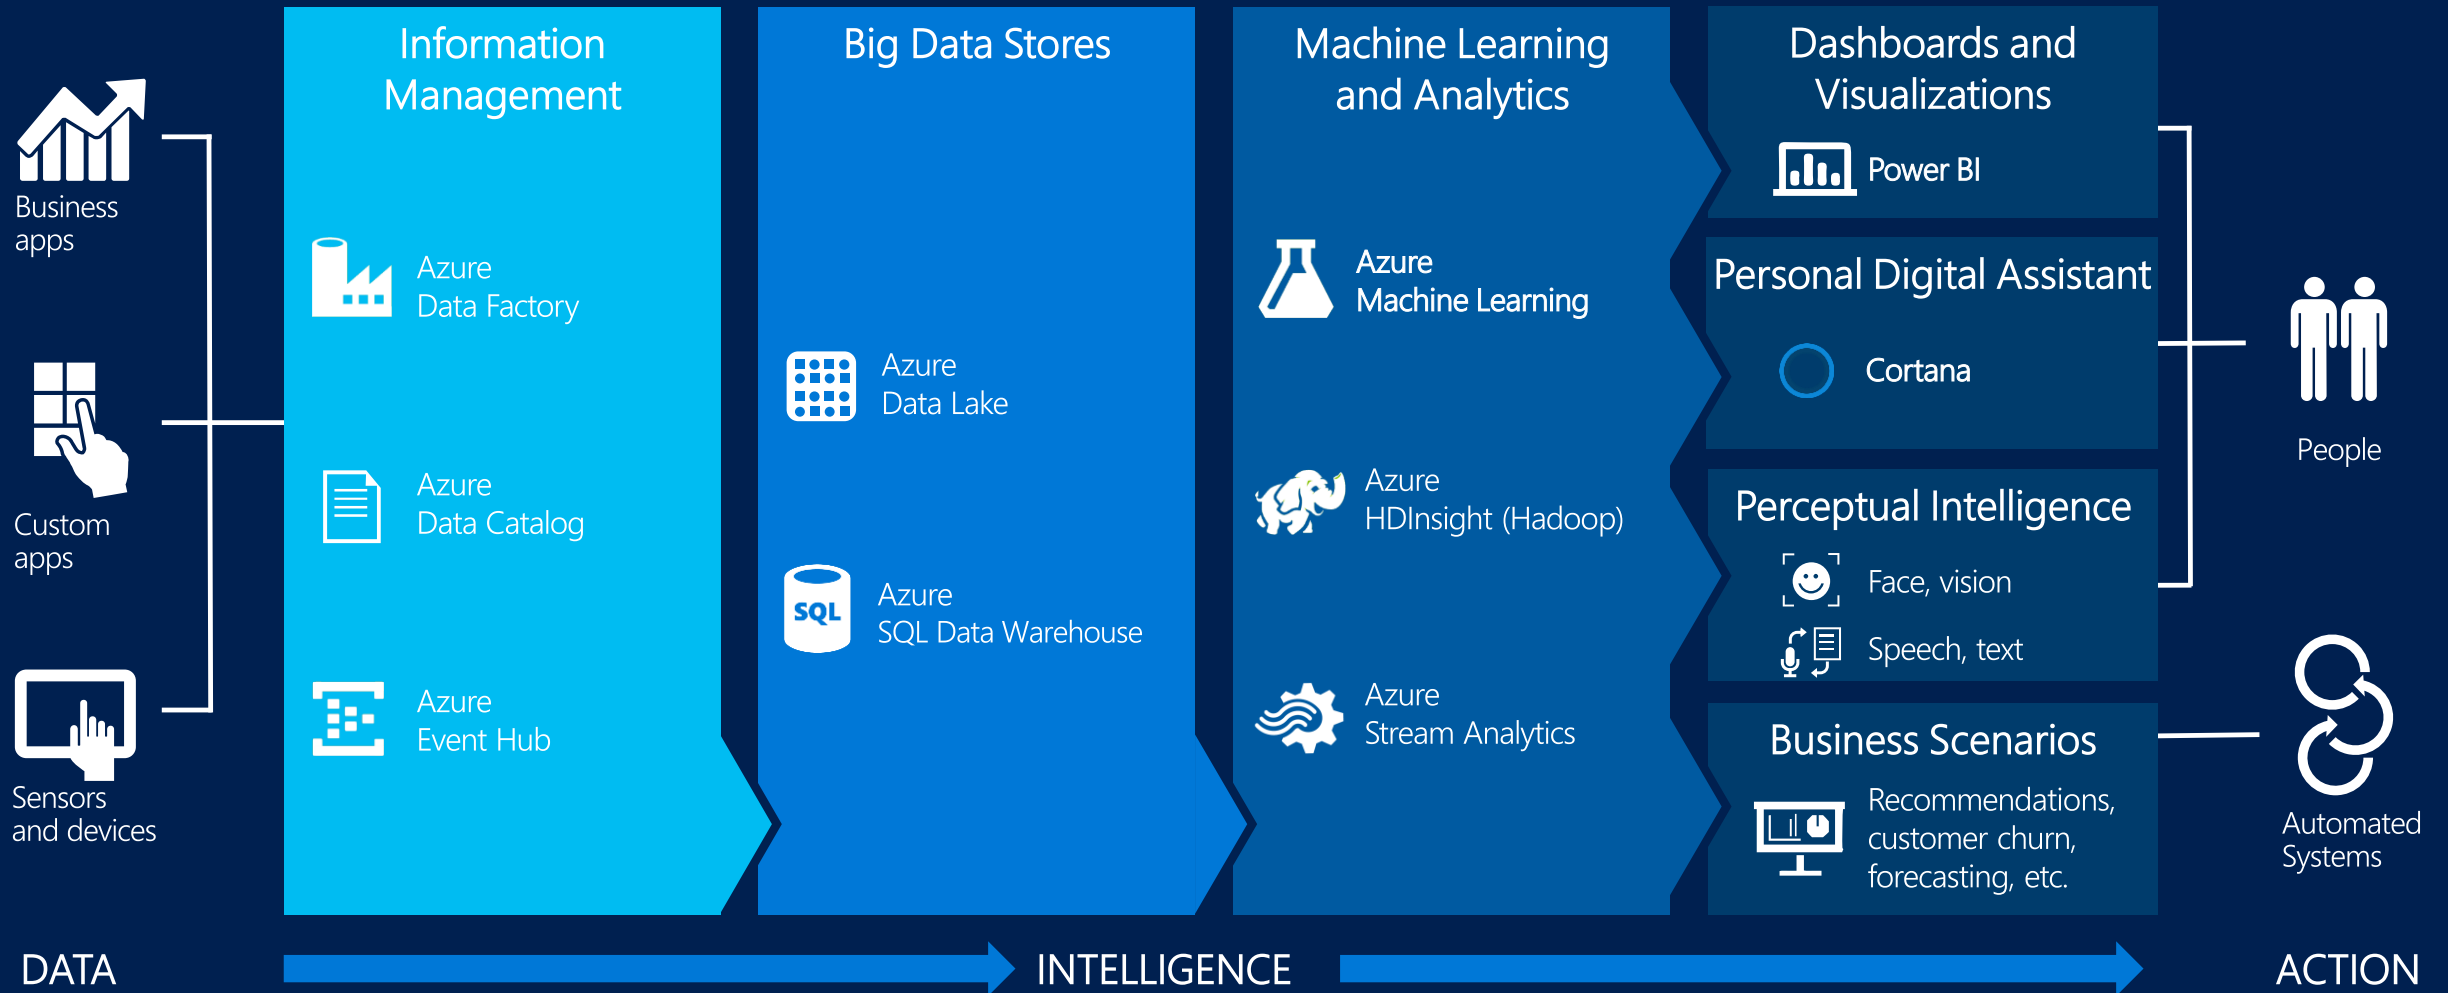 Business
apps
Custom
apps
Sensors
and devices
Information
Management
Azure
Data Factory
Azure
Data Catalog
Azure
Event Hub
Big Data Stores
Azure
Data Lake
SQL
Azure
SQL Data Warehouse
Machine Learning
and Analytics
Azure
Machine Learning
Azure
HDInsight (Hadoop)
Azure
Stream Analytics
Dashboards and
Visualizations
Power BI
Personal Digital Assistant
Cortana
Perceptual Intelligence
Face, vision
Speech, text
Business Scenarios
Recommendations,
customer churn,
forecasting, etc.
People
Automated
Systems
DATA
INTELLIGENCE
ACTION